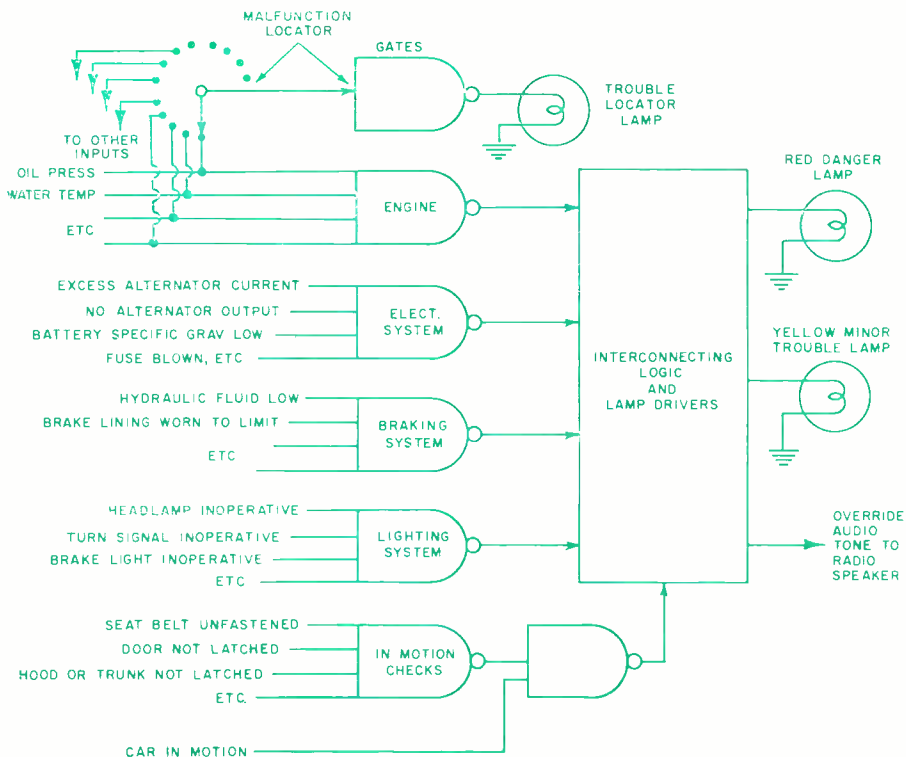 MALFUNCTION
LOCATOR
GATES
TROUBLE
LOCATOR
LAMP
TO OTHER
INPUTS
OIL PRESS
WATER TEMP
ETC
ENGINE
RED DANGER
LAMP
EXCESS ALTERNATOR CURRENT
NO ALTERNATOR OUTPUT
BATTERY SPECIFIC GRAV LOW
FUSE BLOWN, ETC
ELECT.
SYSTEM
INTERCONNECTING
LOGIC
AND
LAMP DRIVERS
YELLOW MINOR
TROUBLE LAMP
HYDRAULIC FLUID LOW
BRAKE LINING WORN TO LIMIT
ETC
BRAKING
SYSTEM
HEADLAMP INOPERATIVE
TURN SIGNAL INOPERATIVE
BRAKE LIGHT INOPERATIVE
ETC
LIGHTING
SYSTEM
OVERRIDE
AUDIO
TONE TO
RADIO
SPEAKER
SEAT BELT UNFASTENED
DOOR NOT LATCHED
HOOD OR TRUNK NOT LATCHED
ETC.
IN MOTION
CHECKS
CAR IN MOTION